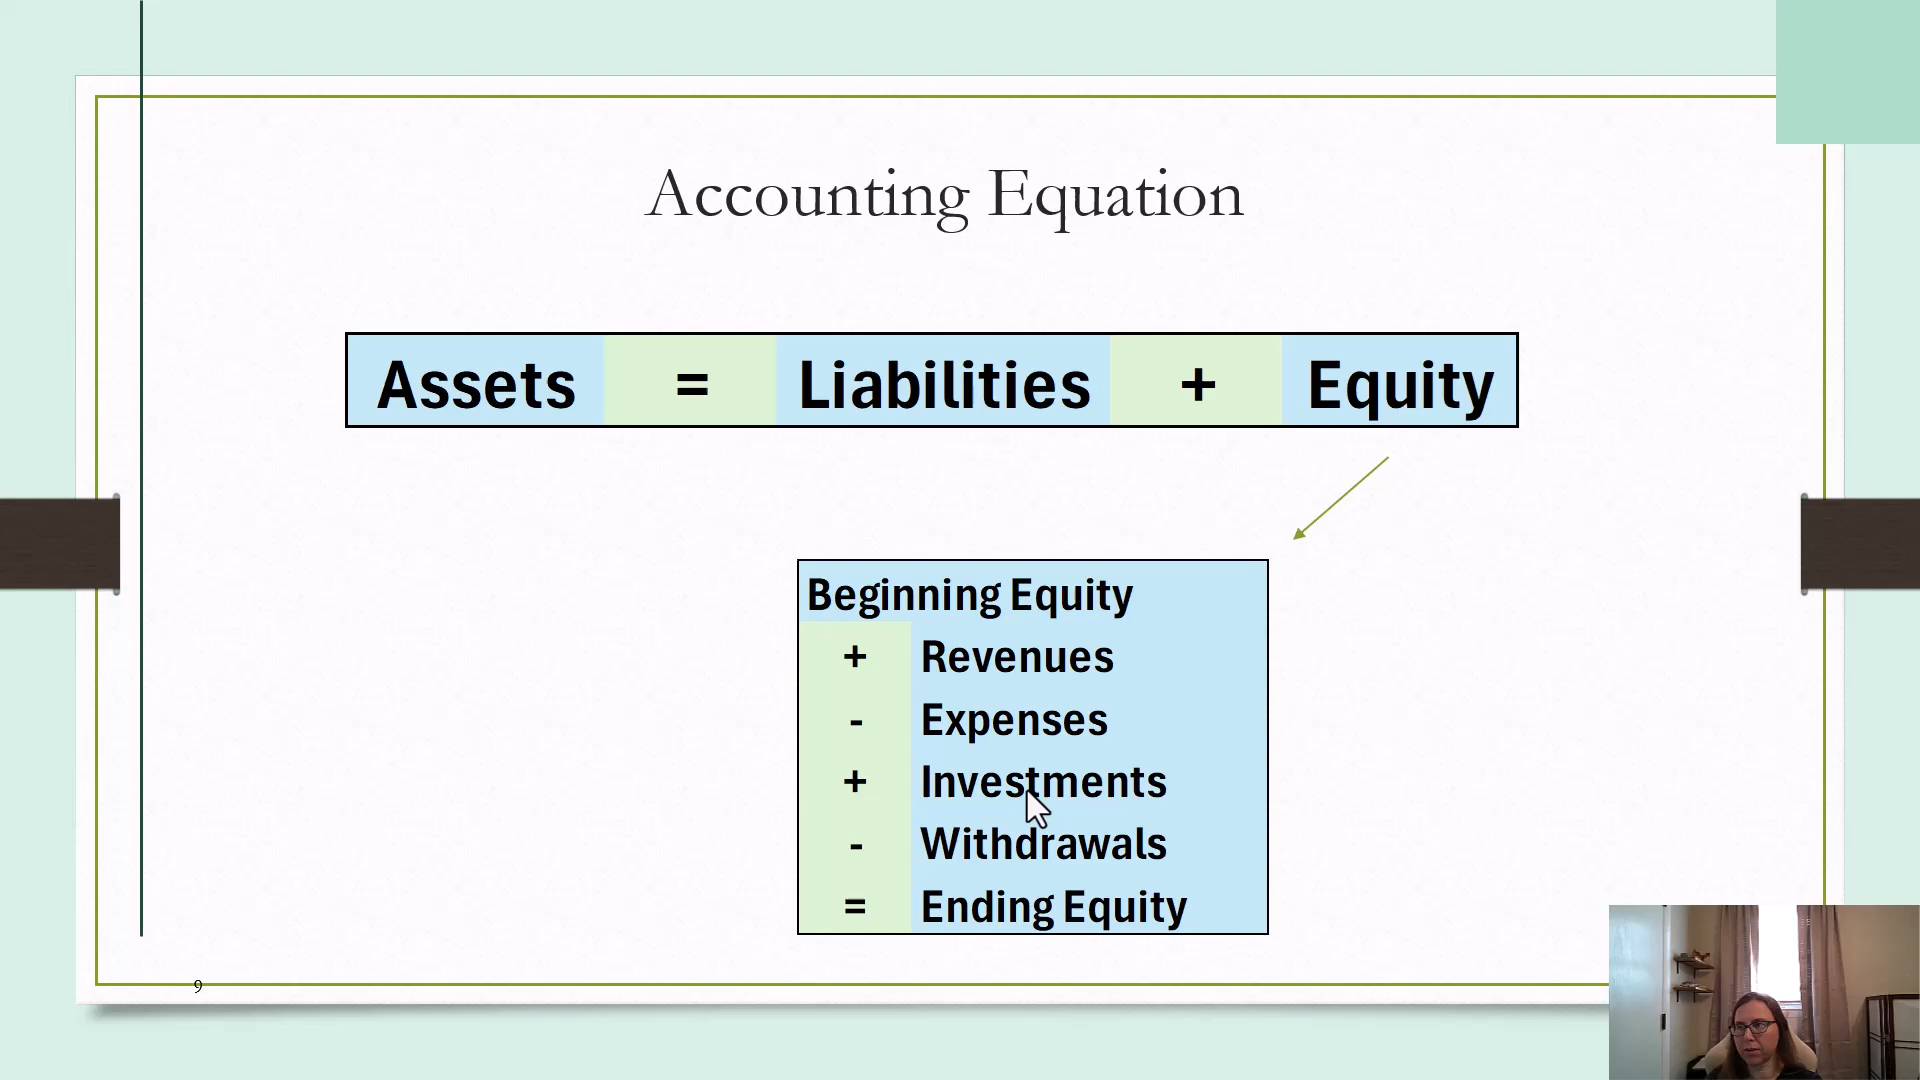 Accounting Equation
Assets = Liabilities + Equity
Beginning Equity
+ Revenues
- Expenses
+ Investments
- Withdrawals
= Ending Equity
9